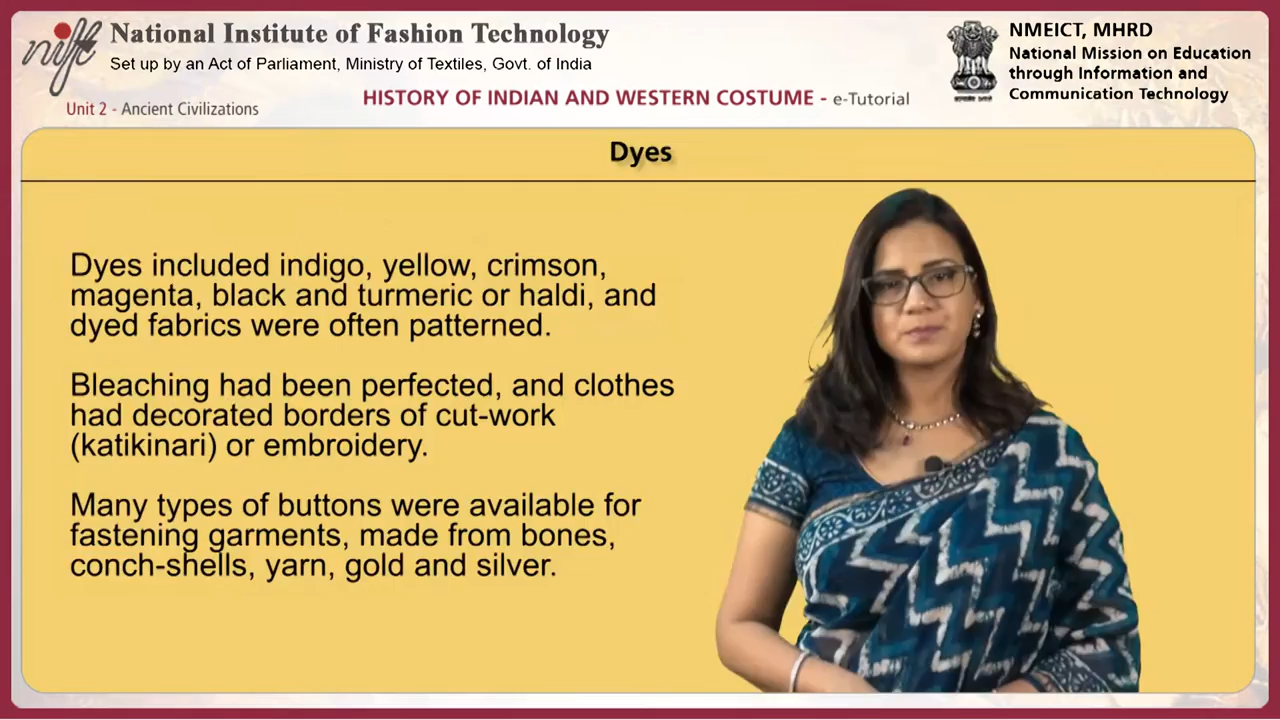 nift
National Institute of Fashion Technology
Set up by an Act of Parliament, Ministry of Textiles, Govt. of India
NMEICT, MHRD
National Mission on Education
through Information and
Communication Technology
Unit 2 - Ancient Civilizations
HISTORY OF INDIAN AND WESTERN COSTUME - e-Tutorial
Dyes
Dyes included indigo, yellow, crimson,
magenta, black and turmeric or haldi, and
dyed fabrics were often patterned.
Bleaching had been perfected, and clothes
had decorated borders of cut-work
(katikinari) or embroidery.
Many types of buttons were available for
fastening garments, made from bones,
conch-shells, yarn, gold and silver.